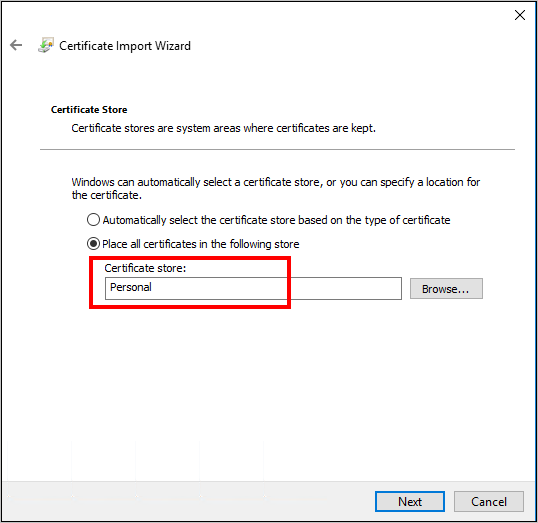 Certificate Import Wizard
Certificate Store
Certificate stores are system areas where certificates are kept.
Windows can automatically select a certificate store, or you can specify a location for
the certificate.
Automatically select the certificate store based on the type of certificate
Place all certificates in the following store
Certificate store:
Personal
Browse...
Next
Cancel